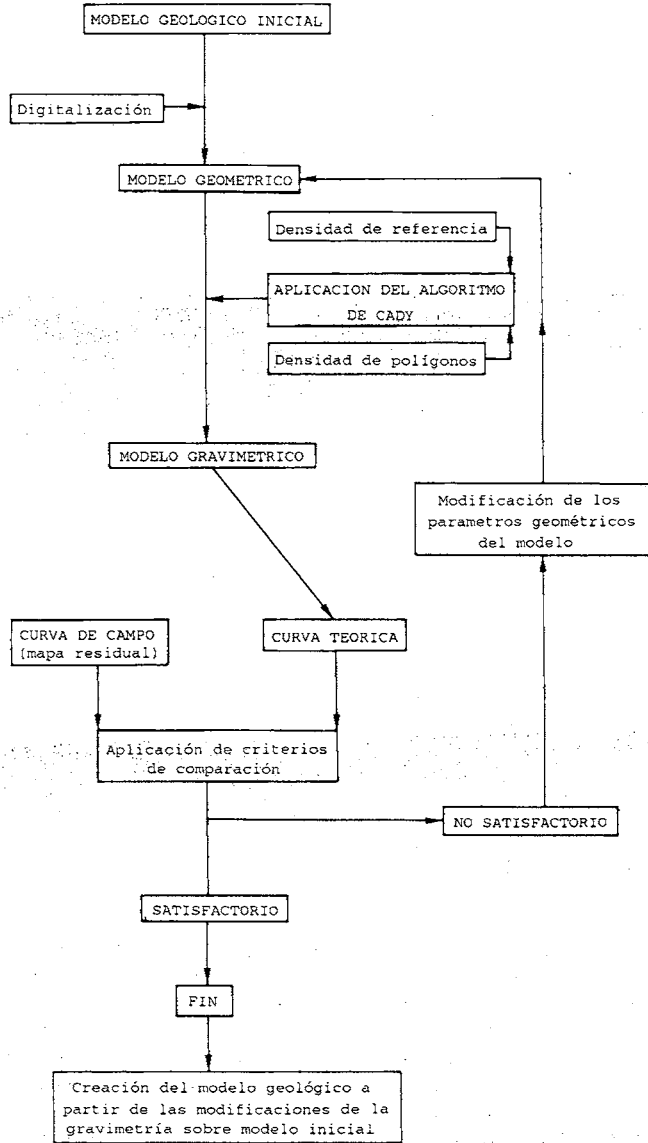 MODELO GEOLOGICO INICIAL
Digitalización
MODELO GEOMETRICO
Densidad de referencia
APLICACION DEL ALGORITMO
DE CADY
Densidad de polígonos
MODELO GRAVIMETRICO
Modificación de los
parametros geométricos
del modelo
CURVA DE CAMPO
(mapa residual)
CURVA TEORICA
Aplicación de criterios
de comparación
NO SATISFACTORIO
SATISFACTORIO
FIN
Creación del modelo geológico a
partir de las modificaciones de la
gravimetría sobre modelo inicial